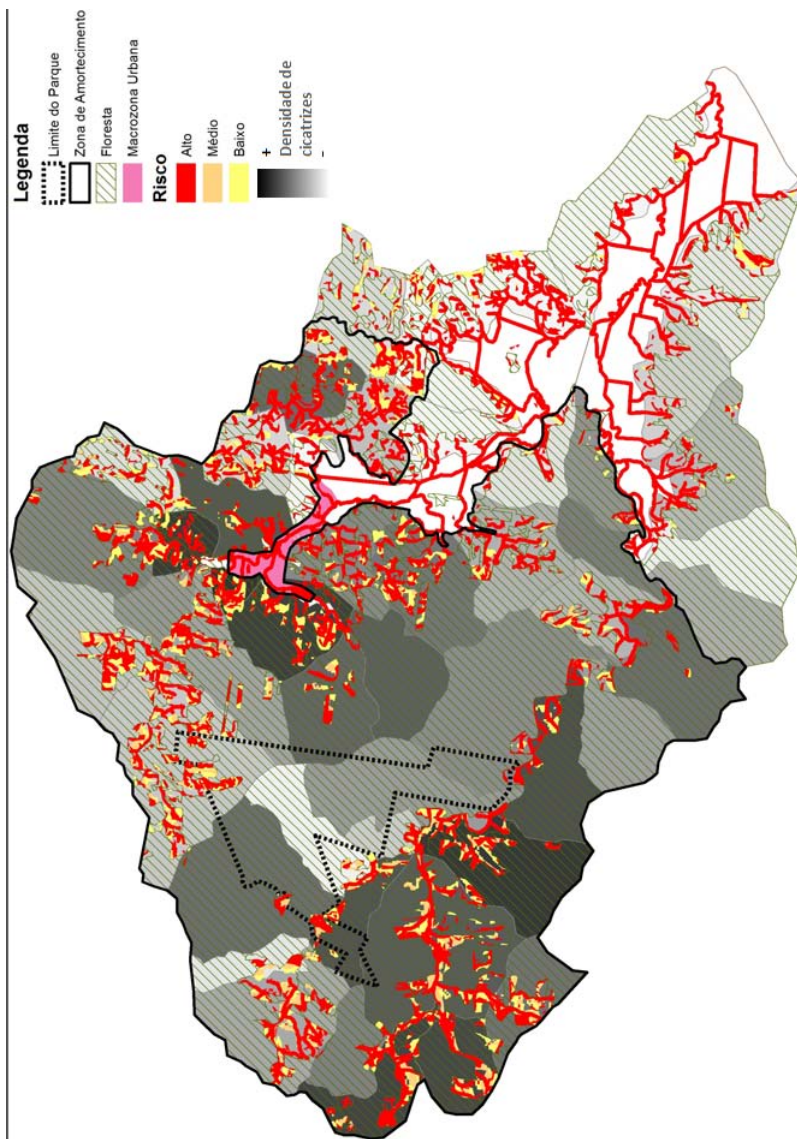 Legenda
Limite do Parque
Zona de Amortecimento
Floresta
Macrozona Urbana
Risco
Alto
Médio
Baixo
+
Densidade de
cicatrizes
-